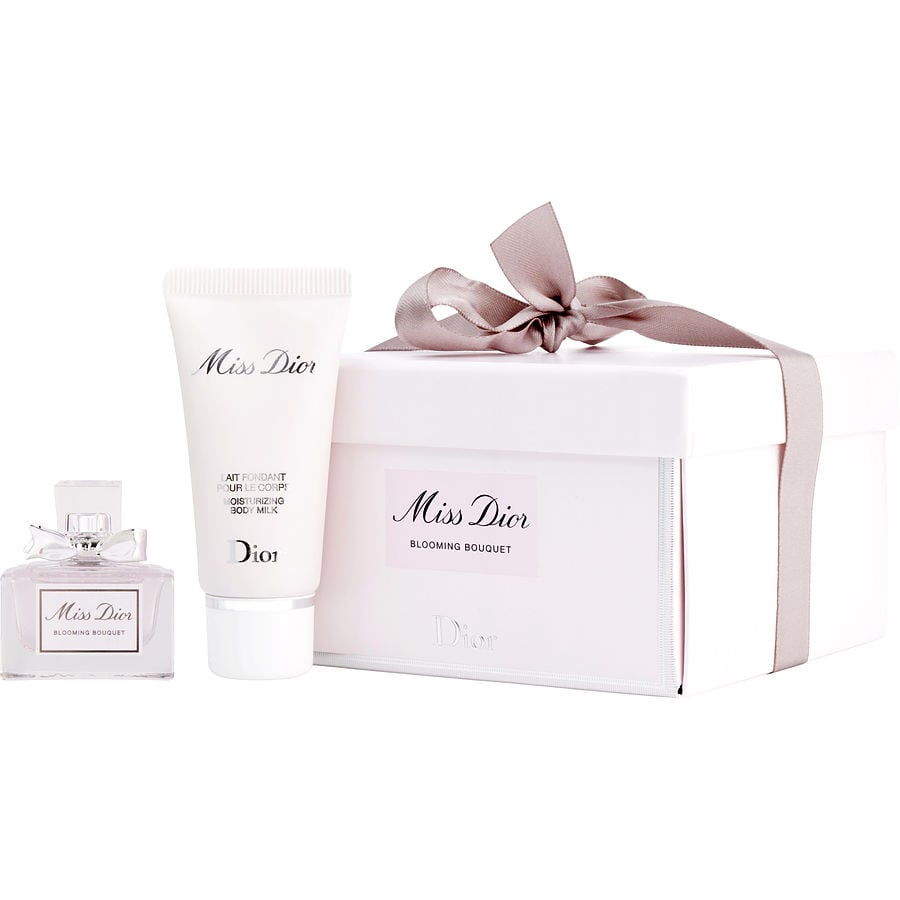 Miss Dior
BLOOMING BOUQUET
Miss Dior
LAIT FONDANT
POUR LE CORPS
MOISTURIZING
BODY MILK
Dior
Miss Dior
BLOOMING BOUQUET
Dior